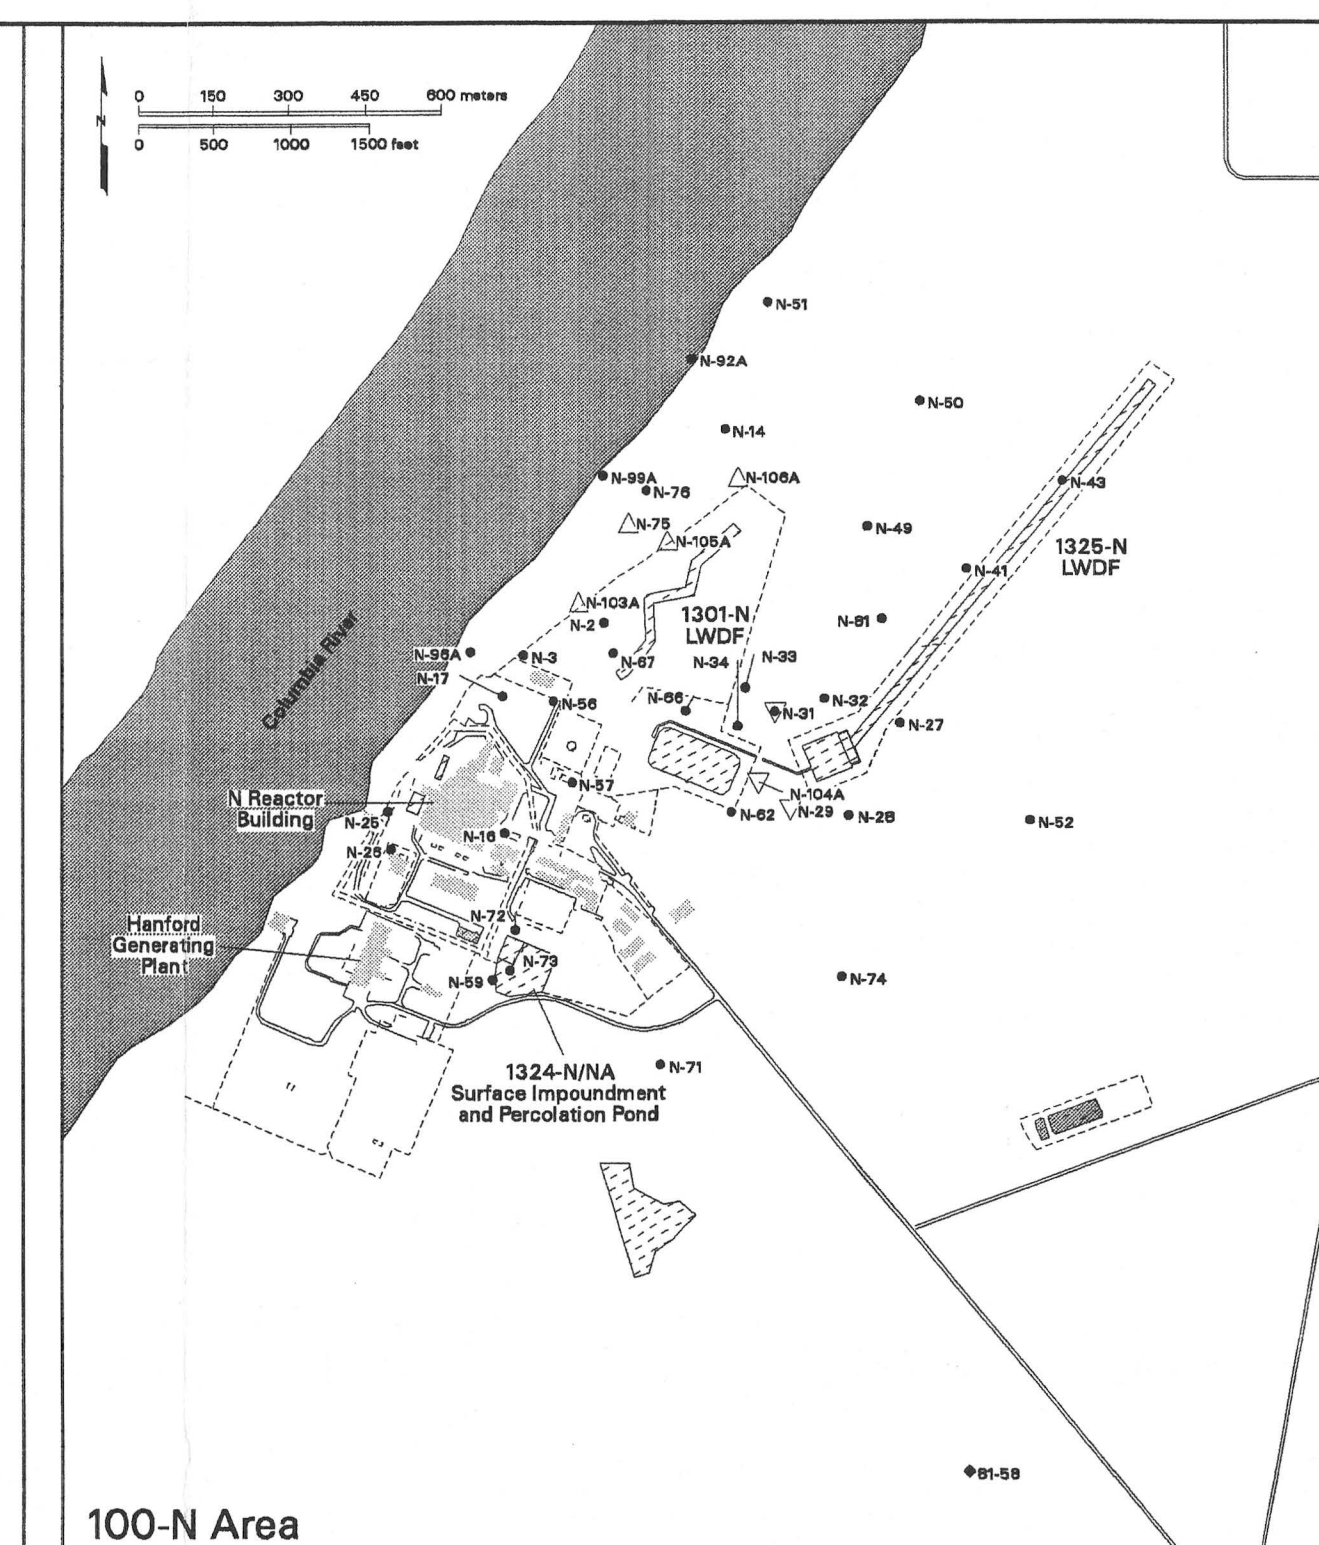 0 150 300 450 600 meters
N
0 500 1000 1500 feet
N-51
N-92A
N-50
N-14
N-99A
N-106A
N-76
N-43
N-75
N-49
N-105A
1325-N
LWDF
N-41
N-103A
1301-N
LWDF
N-2
N-81
Columbia River
N-96A
N-3
N-67
N-34
N-33
N-17
N-66
N-32
N-56
N-31
N-27
N-57
N-104A
N Reactor
Building
N-29
N-62
N-28
N-25
N-52
N-16
N-26
N-72
Hanford
Generating
Plant
N-73
N-59
N-74
N-71
1324-N/NA
Surface Impoundment
and Percolation Pond
81-58
100-N Area